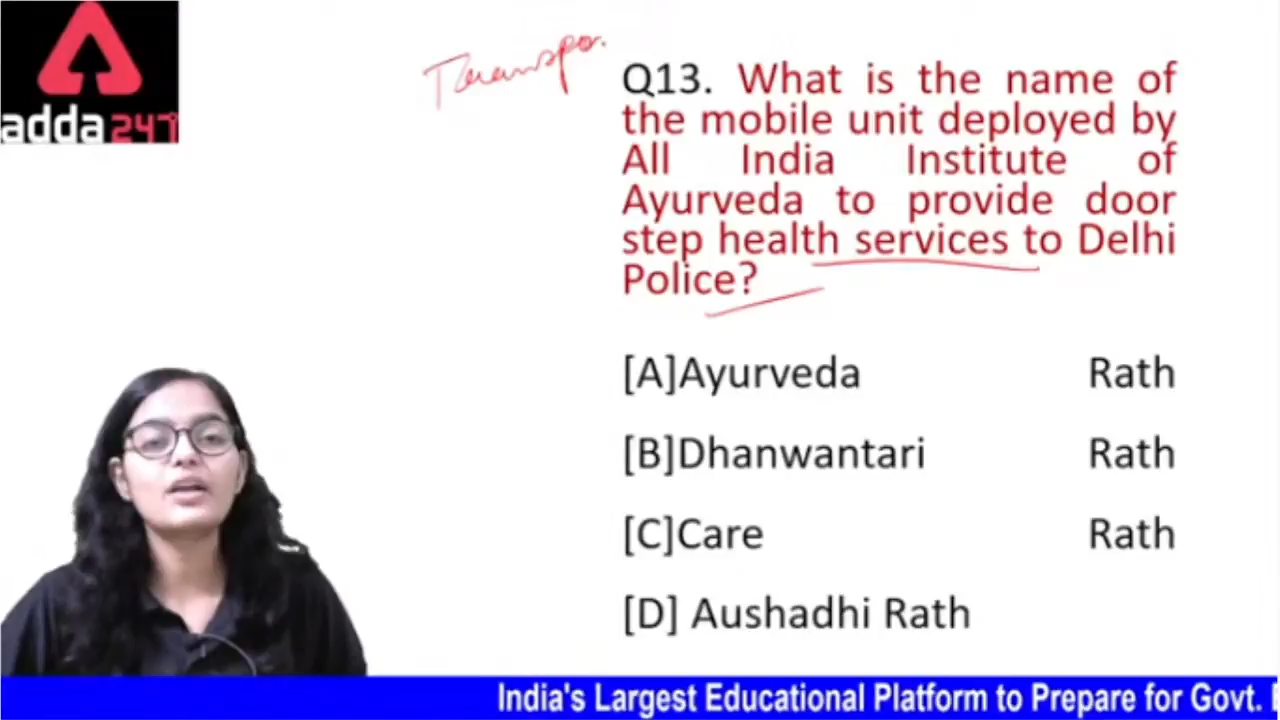 adda247
Transpo.
Q13. What is the name of
the mobile unit deployed by
All India Institute of
Ayurveda to provide door
step health services to Delhi
Police?
[A]Ayurveda Rath
[B]Dhanwantari Rath
[C]Care Rath
[D] Aushadhi Rath
India's Largest Educational Platform to Prepare for Govt. E